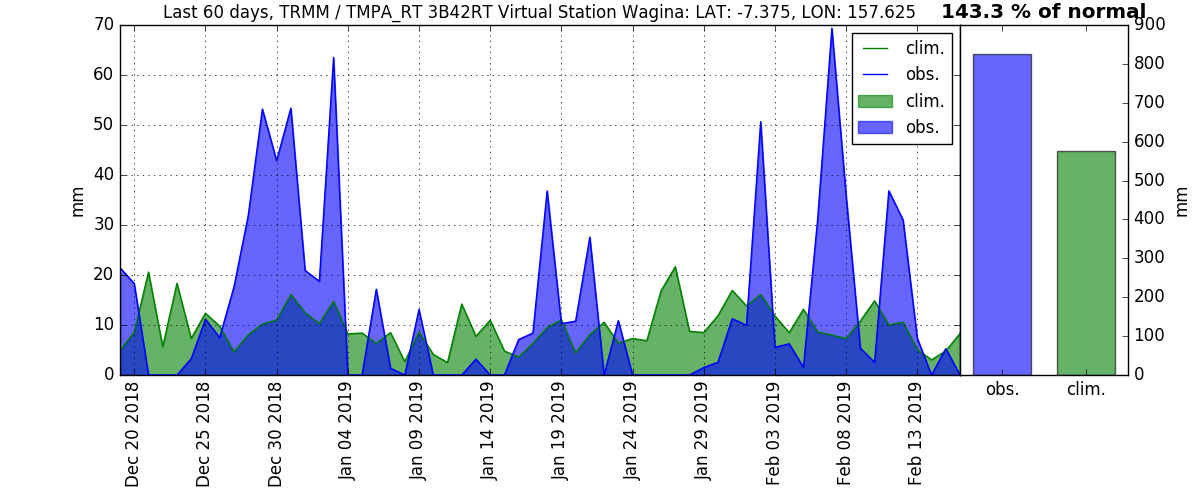 Last 60 days, TRMM / TMPA_RT 3B42RT Virtual Station Wagina: LAT: -7.375, LON: 157.625
143.3 % of normal
70
60
50
40
30
20
10
0
mm
clim.
obs.
clim.
obs.
Dec 20 2018
Dec 25 2018
Dec 30 2018
Jan 04 2019
Jan 09 2019
Jan 14 2019
Jan 19 2019
Jan 24 2019
Jan 29 2019
Feb 03 2019
Feb 08 2019
Feb 13 2019
900
800
700
600
500
400
300
200
100
0
mm
obs.
clim.